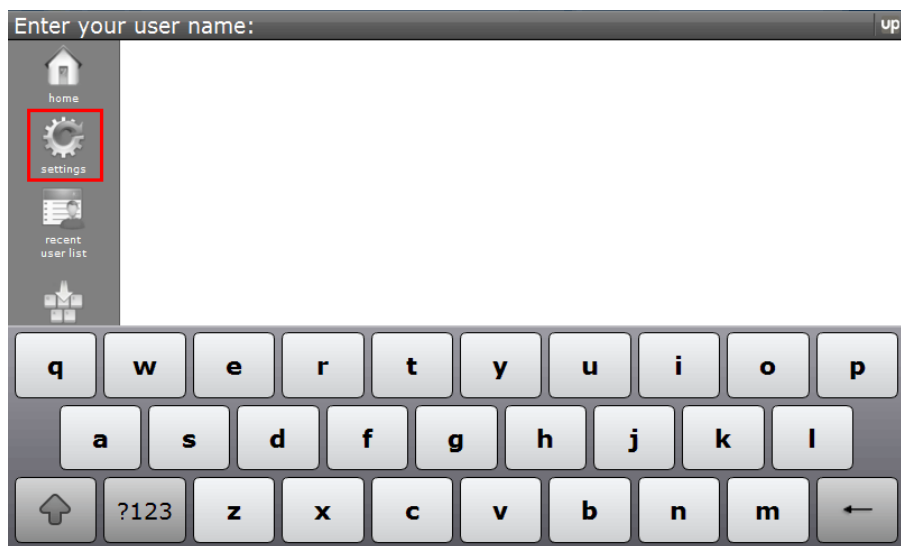 Enter your user name:
up
home
settings
recent
user list
q w e r t y u i o p
a s d f g h j k l
?123 z x c v b n m